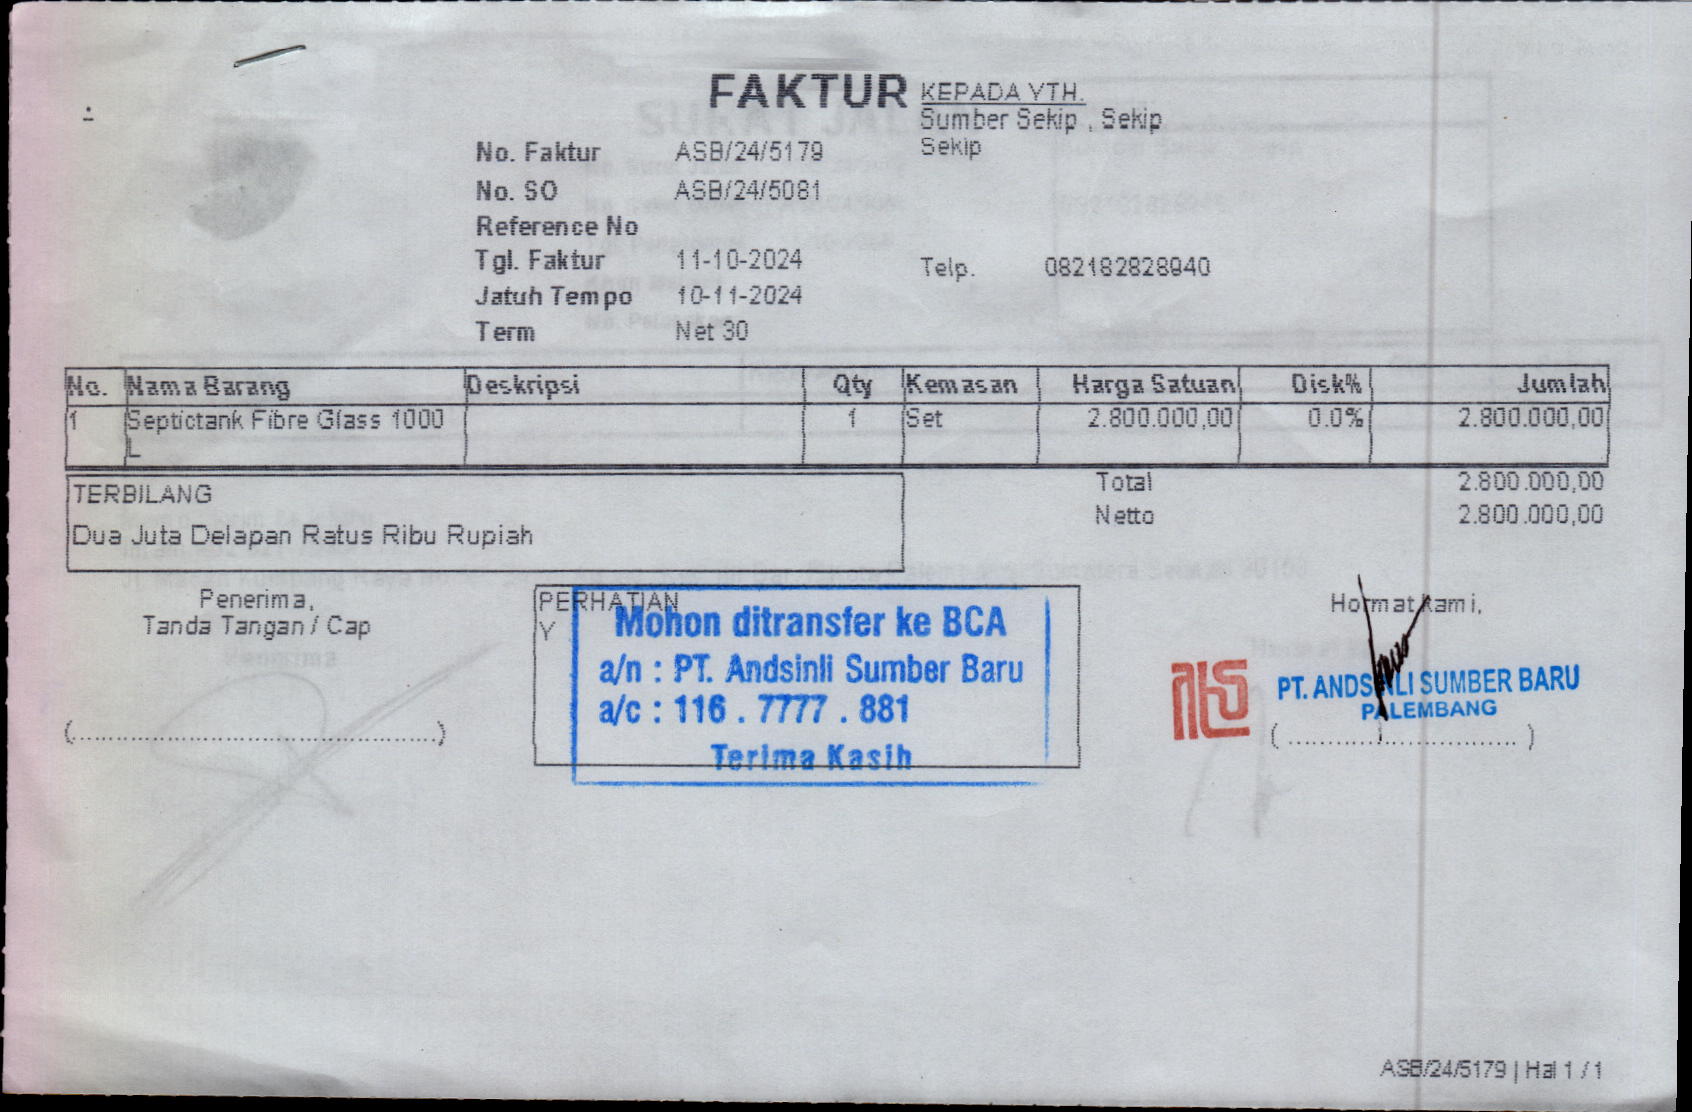 FAKTUR
KEPADA YTH.
Sumber Sekip , Sekip
Sekip
No. Faktur ASB/24/5179
No. SO ASB/24/5081
Reference No
Tgl. Faktur 11-10-2024
Telp. 082182828940
Jatuh Tempo 10-11-2024
Term Net 30
No. Nama Barang Deskripsi Qty Kemasan Harga Satuan Disk% Jumlah
1 Septictank Fibre Glass 1000 1 Set 2.800.000,00 0.0% 2.800.000,00
L
Total 2.800.000,00
Netto 2.800.000,00
TERBILANG
Dua Juta Delapan Ratus Ribu Rupiah
Penerima,
Tanda Tangan / Cap
(......................................)
PERHATIAN
Y
Mohon ditransfer ke BCA
a/n : PT. Andsinli Sumber Baru
a/c : 116 . 7777 . 881
Terima Kasih
Hormat Kami,
PT. ANDSINLI SUMBER BARU
PALEMBANG
( .............................. )
ASB/24/5179 | Hal 1 / 1